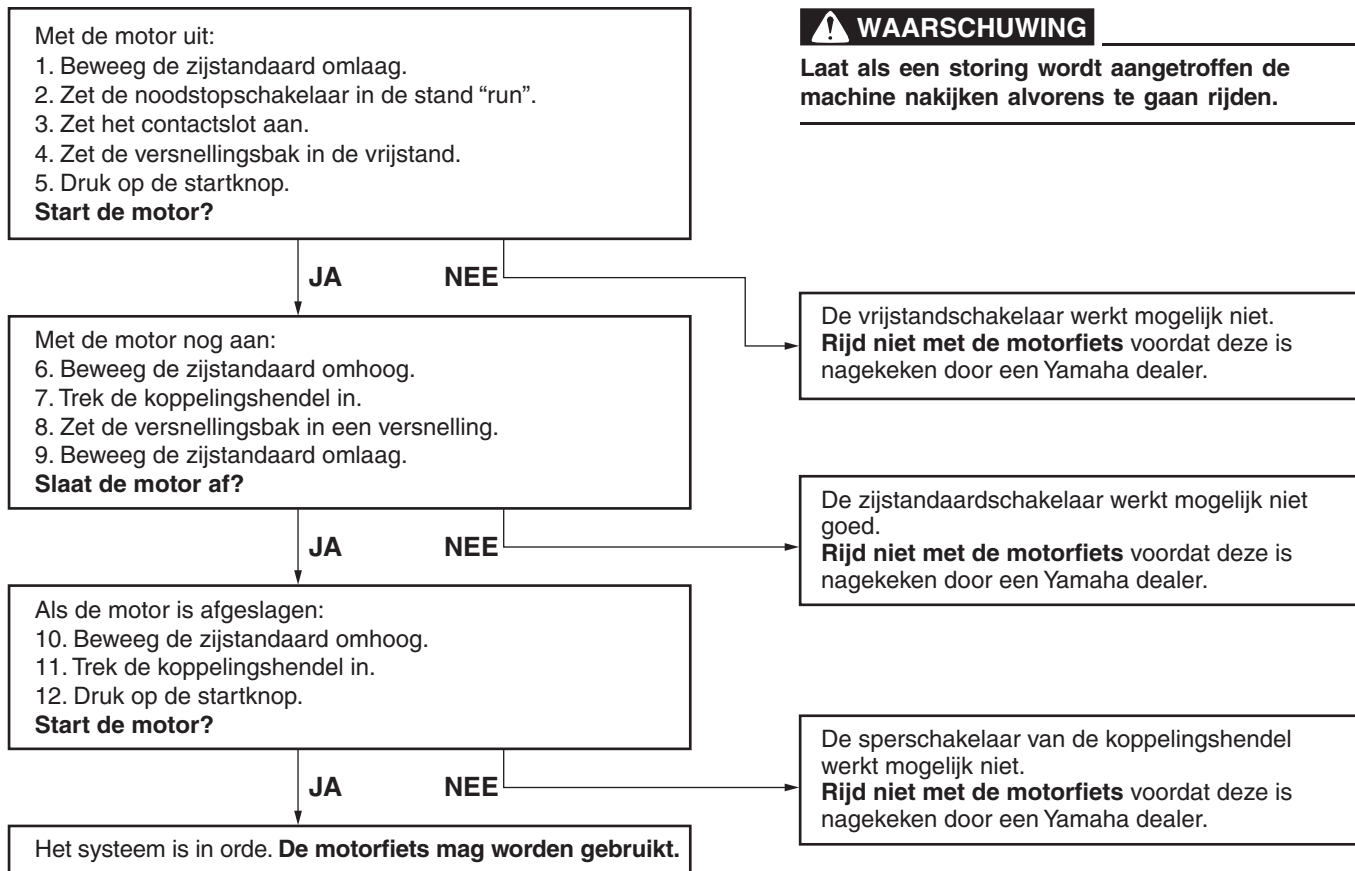 Met de motor uit:
1. Beweeg de zijstandaard omlaag.
2. Zet de noodstopschakelaar in de stand “run”.
3. Zet het contactslot aan.
4. Zet de versnellingsbak in de vrijstand.
5. Druk op de startknop.
Start de motor?
WAARSCHUWING
Laat als een storing wordt aangetroffen de
machine nakijken alvorens te gaan rijden.
JA
NEE
De vrijstandschakelaar werkt mogelijk niet.
Rijd niet met de motorfiets voordat deze is
nagekeken door een Yamaha dealer.
Met de motor nog aan:
6. Beweeg de zijstandaard omhoog.
7. Trek de koppelingshendel in.
8. Zet de versnellingsbak in een versnelling.
9. Beweeg de zijstandaard omlaag.
Slaat de motor af?
JA
NEE
De zijstandaardschakelaar werkt mogelijk niet
goed.
Rijd niet met de motorfiets voordat deze is
nagekeken door een Yamaha dealer.
Als de motor is afgeslagen:
10. Beweeg de zijstandaard omhoog.
11. Trek de koppelingshendel in.
12. Druk op de startknop.
Start de motor?
JA
NEE
De sperschakelaar van de koppelingshendel
werkt mogelijk niet.
Rijd niet met de motorfiets voordat deze is
nagekeken door een Yamaha dealer.
Het systeem is in orde. De motorfiets mag worden gebruikt.